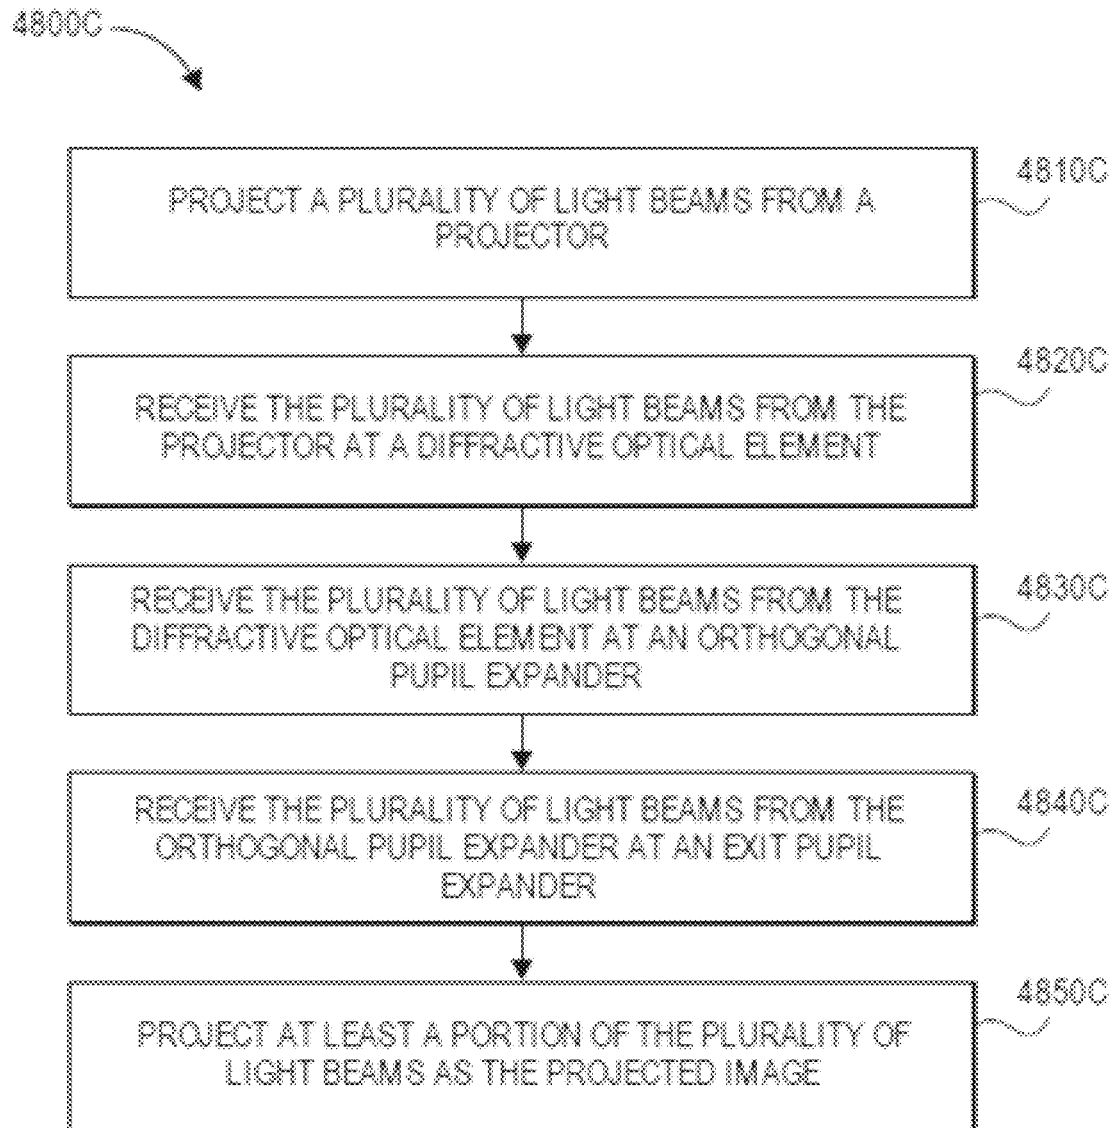 4800C
PROJECT A PLURALITY OF LIGHT BEAMS FROM A
PROJECTOR
4810C
RECEIVE THE PLURALITY OF LIGHT BEAMS FROM THE
PROJECTOR AT A DIFFRACTIVE OPTICAL ELEMENT
4820C
RECEIVE THE PLURALITY OF LIGHT BEAMS FROM THE
DIFFRACTIVE OPTICAL ELEMENT AT AN ORTHOGONAL
PUPIL EXPANDER
4830C
RECEIVE THE PLURALITY OF LIGHT BEAMS FROM THE
ORTHOGONAL PUPIL EXPANDER AT AN EXIT PUPIL
EXPANDER
4840C
PROJECT AT LEAST A PORTION OF THE PLURALITY OF
LIGHT BEAMS AS THE PROJECTED IMAGE
4850C